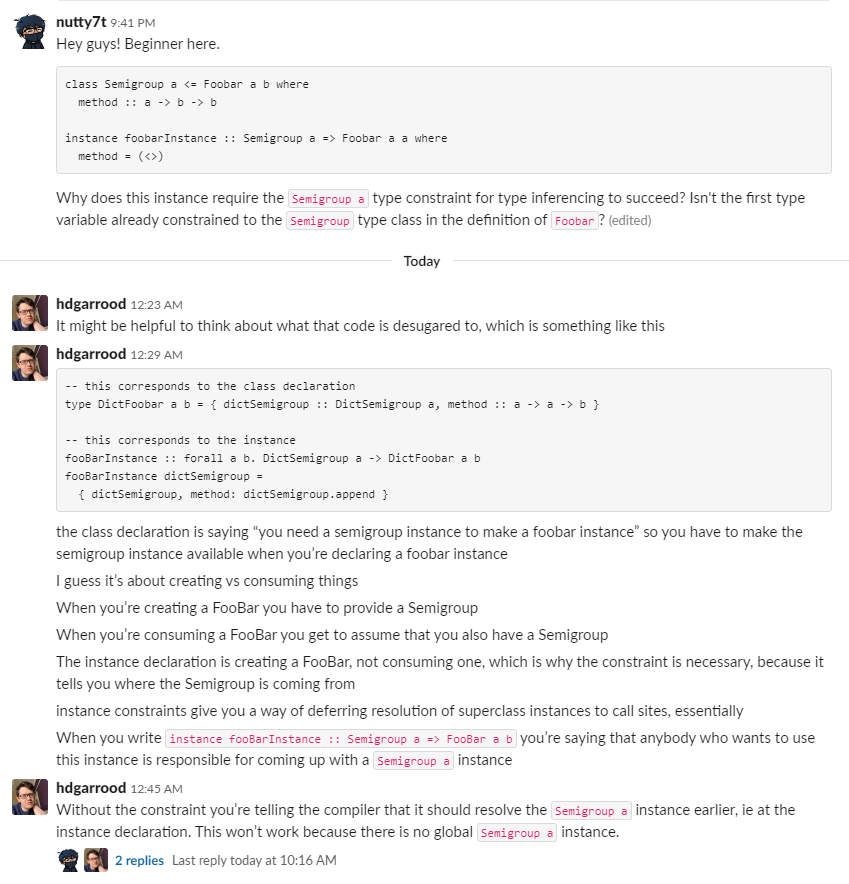 nutty7t 9:41 PM
Hey guys! Beginner here.
class Semigroup a <= Foobar a b where
  method :: a -> b -> b
instance foobarInstance :: Semigroup a => Foobar a a where
  method = (<>)
Why does this instance require the Semigroup a type constraint for type inferencing to succeed? Isn't the first type
variable already constrained to the Semigroup type class in the definition of Foobar? (edited)
Today
hdgarrood 12:23 AM
It might be helpful to think about what that code is desugared to, which is something like this
hdgarrood 12:29 AM
-- this corresponds to the class declaration
type DictFoobar a b = { dictSemigroup :: DictSemigroup a, method :: a -> a -> b }
-- this corresponds to the instance
fooBarInstance :: forall a b. DictSemigroup a -> DictFoobar a b
fooBarInstance dictSemigroup =
  { dictSemigroup, method: dictSemigroup.append }
the class declaration is saying “you need a semigroup instance to make a foobar instance” so you have to make the
semigroup instance available when you’re declaring a foobar instance
I guess it’s about creating vs consuming things
When you’re creating a FooBar you have to provide a Semigroup
When you’re consuming a FooBar you get to assume that you also have a Semigroup
The instance declaration is creating a FooBar, not consuming one, which is why the constraint is necessary, because it
tells you where the Semigroup is coming from
instance constraints give you a way of deferring resolution of superclass instances to call sites, essentially
When you write instance fooBarInstance :: Semigroup a => FooBar a b you’re saying that anybody who wants to use
this instance is responsible for coming up with a Semigroup a instance
hdgarrood 12:45 AM
Without the constraint you’re telling the compiler that it should resolve the Semigroup a instance earlier, ie at the
instance declaration. This won’t work because there is no global Semigroup a instance.
2 replies Last reply today at 10:16 AM